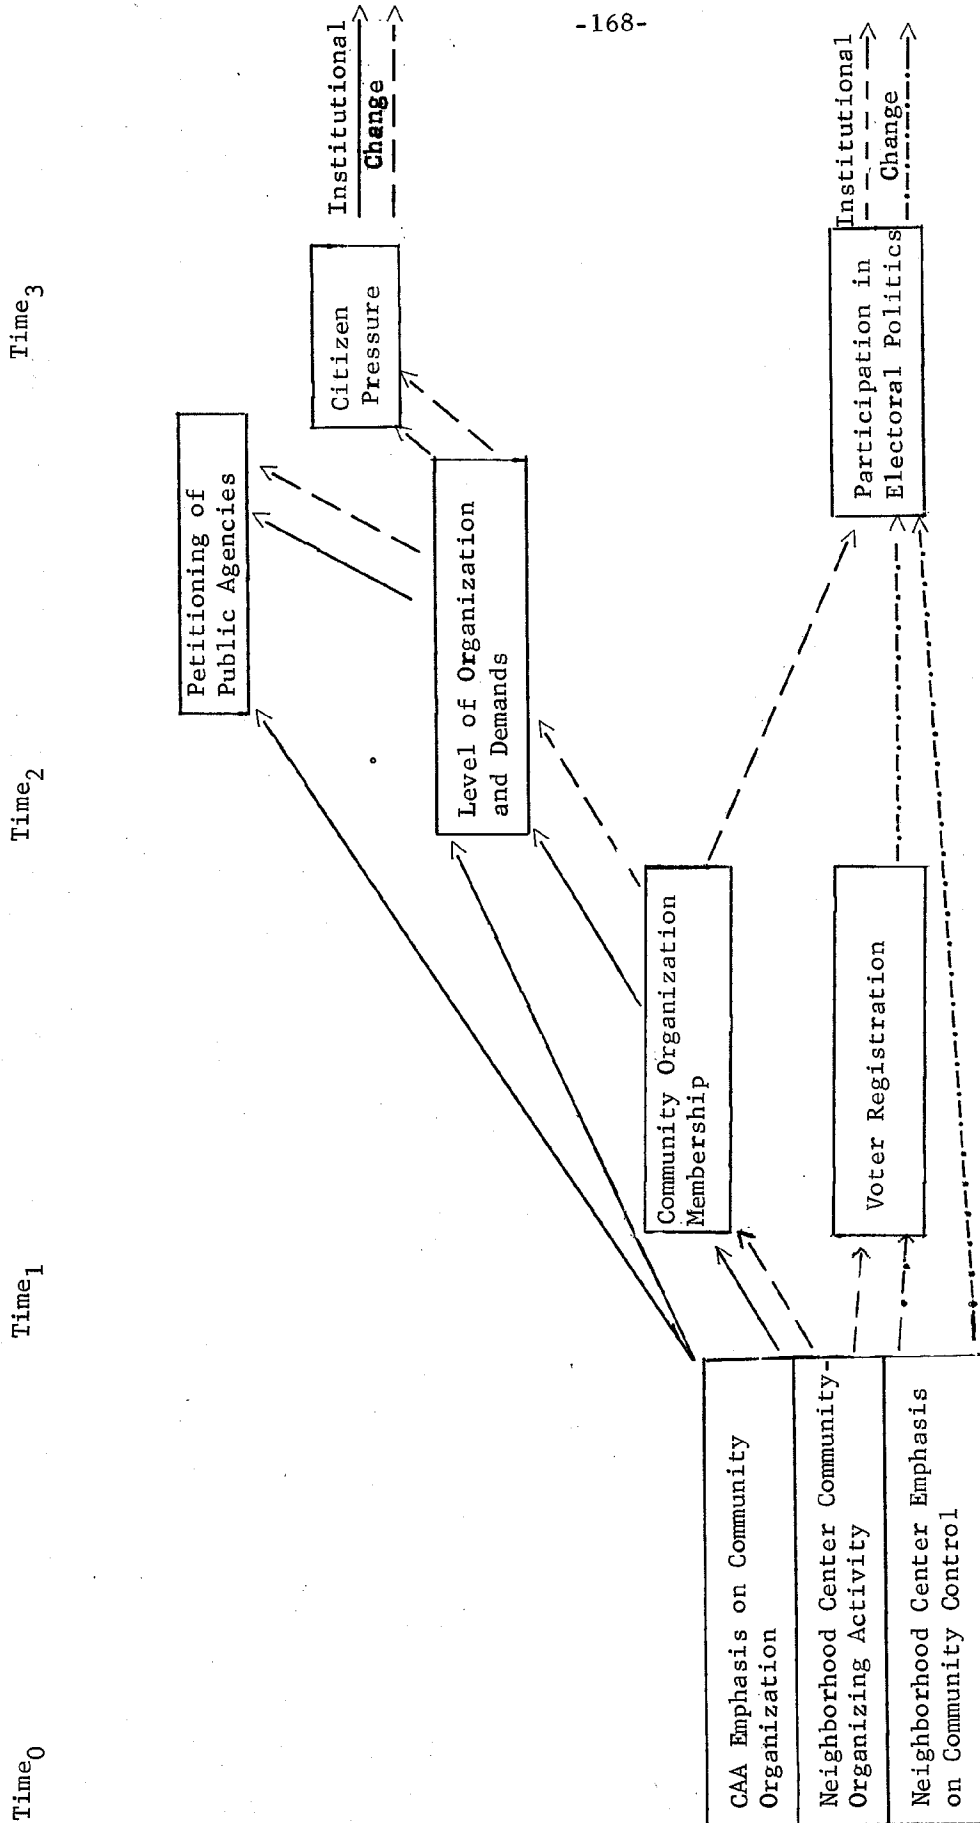 -168-
Time0
Time1
Time2
Time3
Petitioning of
Public Agencies
Citizen
Pressure
Institutional
Change
Level of Organization
and Demands
Community Organization
Membership
Voter Registration
Participation in
Electoral Politics
Institutional
Change
CAA Emphasis on Community
Organization
Neighborhood Center Community-
Organizing Activity
Neighborhood Center Emphasis
on Community Control